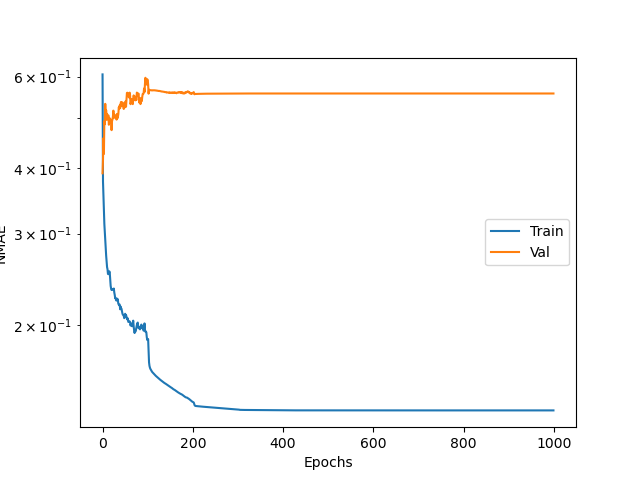 6 × 10⁻¹
4 × 10⁻¹
3 × 10⁻¹
2 × 10⁻¹
NMAE
Train
Val
0 200 400 600 800 1000
Epochs